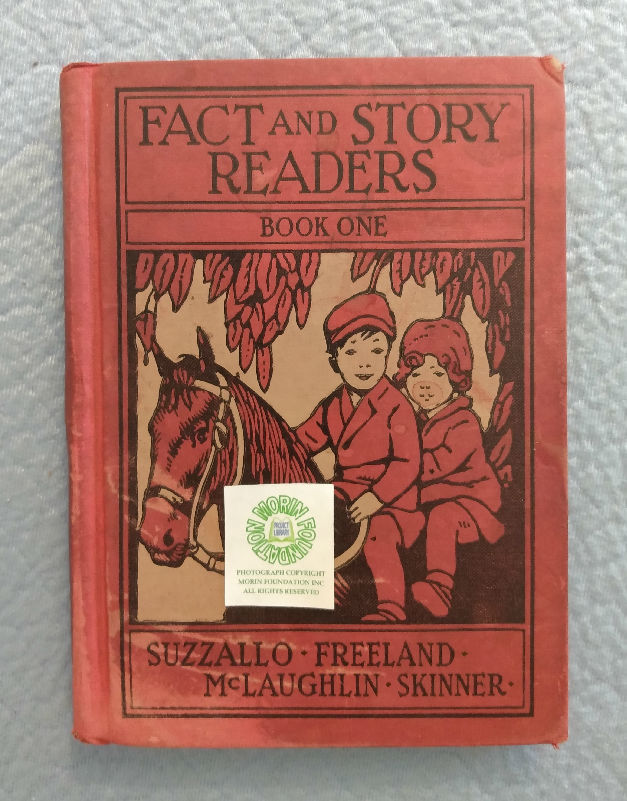 FACT AND STORY
READERS
BOOK ONE
MORIN FOUNDATION
PROJECT
LIBRARY
PHOTOGRAPH COPYRIGHT
MORIN FOUNDATION INC
ALL RIGHTS RESERVED
SUZZALLO · FREELAND ·
McLAUGHLIN · SKINNER ·